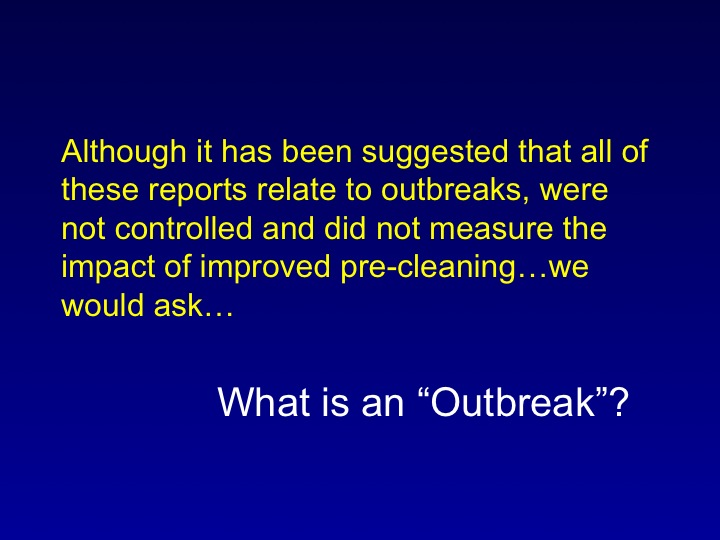 Although it has been suggested that all of
these reports relate to outbreaks, were
not controlled and did not measure the
impact of improved pre-cleaning…we
would ask…
What is an “Outbreak”?